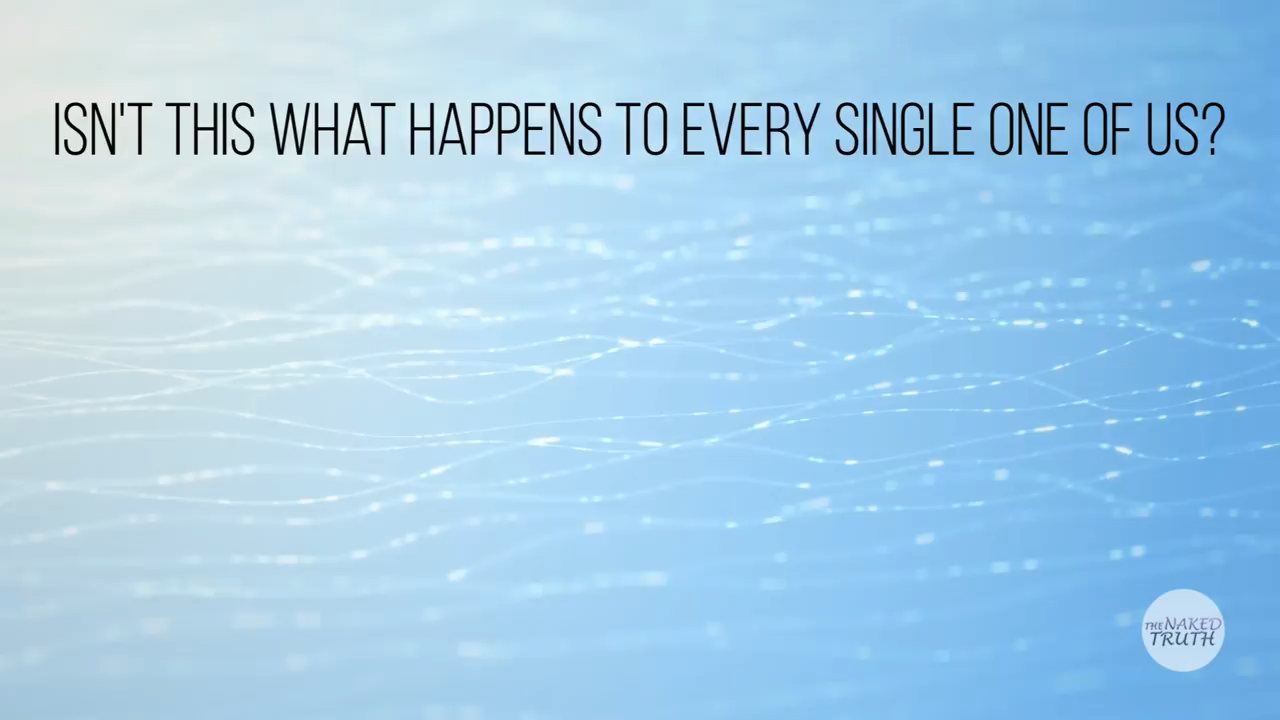 ISN'T THIS WHAT HAPPENS TO EVERY SINGLE ONE OF US?
THE NAKED
TRUTH